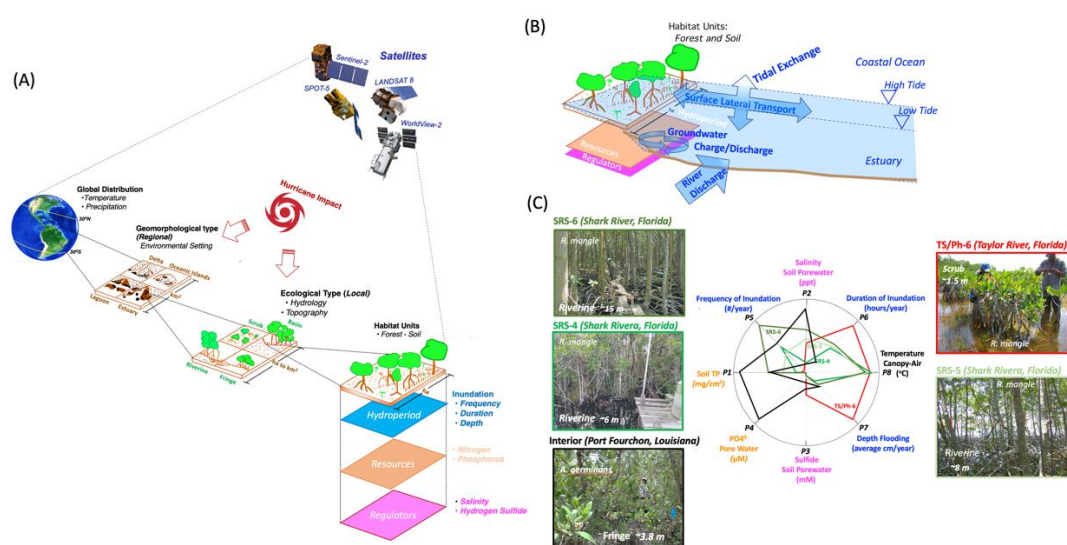 (A)
Satellites
Sentinel-2
LANDSAT 8
SPOT-5
WorldView-2
Global Distribution
•Temperature
•Precipitation
30ºN
30ºS
Hurricane Impact
Geomorphological type
(Regional)
Environmental Setting
Delta
Oceanic Islands
Lagoon
Estuary
km²
Ecological Type (Local)
• Hydrology
• Topography
Scrub
Basin
Riverine
Fringe
ha to km²
Habitat Units
• Forest - Soil
ha
Hydroperiod
Inundation
• Frequency
• Duration
• Depth
Resources
• Nitrogen
• Phosphorus
Regulators
• Salinity
• Hydrogen Sulfide
(B)
Habitat Units:
Forest and Soil
Tidal Exchange
Coastal Ocean
High Tide
Low Tide
Surface Lateral Transport
Hydroperiod
Groundwater
Charge/Discharge
Resources
Regulators
Estuary
River
Discharge
(C)
SRS-6 (Shark River, Florida)
R. mangle
Riverine
~15 m
SRS-4 (Shark Rivera, Florida)
R. mangle
Riverine ~6 m
Interior (Port Fourchon, Louisiana)
A. germinans
Fringe ~3.8 m
Salinity
Soil Porewater
(ppt)
P2
Frequency of Inundation
(#/year)
P5
Duration of Inundation
(hours/year)
P6
SRS-6
SRS-4
Soil TP
(mg/cm³)
P1
Temperature
Canopy-Air
(°C)
P8
TS/Ph-6
P4
PO4³-
Pore Water
(µM)
P3
Sulfide
Soil Porewater
(mM)
P7
Depth Flooding
(average cm/year)
TS/Ph-6 (Taylor River, Florida)
Scrub
~1.5 m
R. mangle
SRS-5 (Shark Rivera, Florida)
R. mangle
Riverine
~8 m